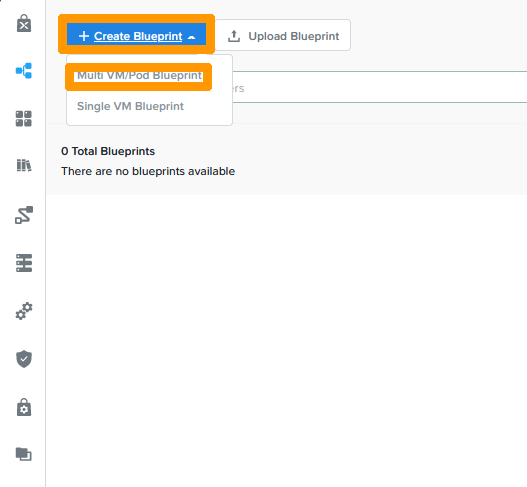 Create Blueprint
Upload Blueprint
Multi VM/Pod Blueprint
ers
Single VM Blueprint
0 Total Blueprints
There are no blueprints available